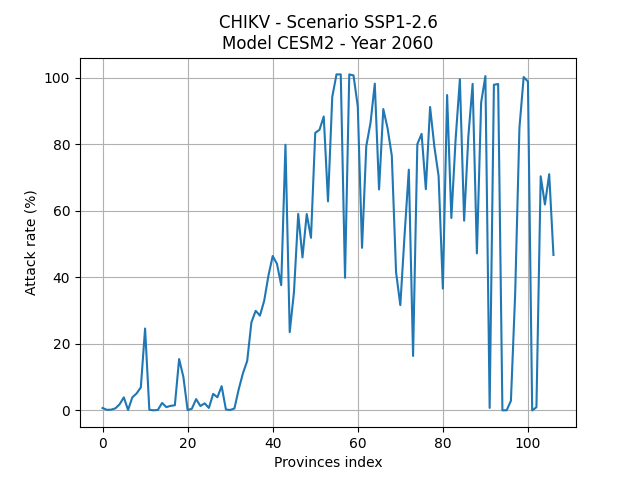 CHIKV - Scenario SSP1-2.6
Model CESM2 - Year 2060
Attack rate (%)
100
80
60
40
20
0
0 20 40 60 80 100
Provinces index